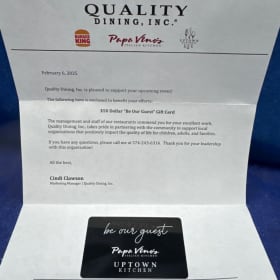 QUALITY
DINING, INC.®
BURGER KING
Papa Vino's
ITALIAN KITCHEN
UPTOWN
February 6, 2025
Quality Dining, Inc. is pleased to support your upcoming event!
The following item is enclosed to benefit your efforts:
$50 Dollar "Be Our Guest" Gift Card
The management and staff of our restaurants commend you for your excellent work.
Quality Dining, Inc., takes pride in partnering with the community to support local
organizations that positively impact the quality of life for children, adults, and families.
If you have any questions, please call me at 574-243-6316. Thank you for your leadership
with this organization!
All the best,
Cindi Clawson
Marketing Manager | Quality Dining, Inc.
be our guest
Papa Vino's
ITALIAN KITCHEN
UPTOWN
KITCHEN